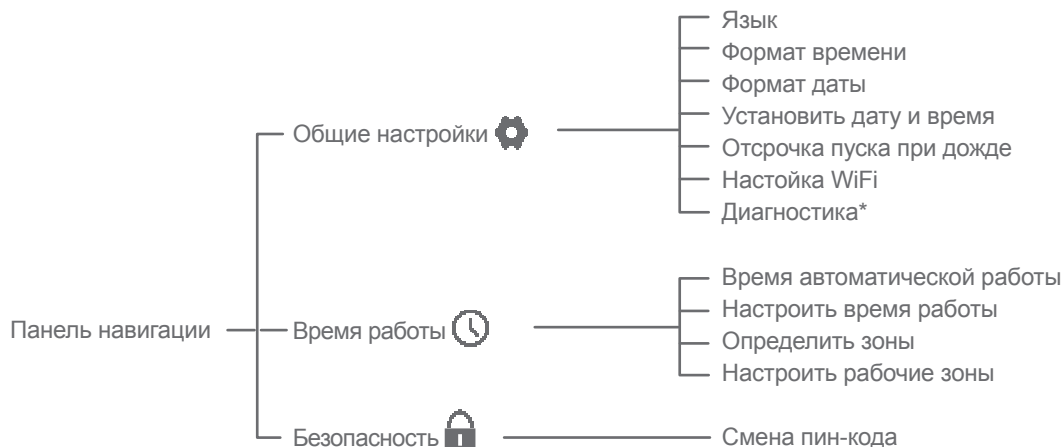 Язык
Формат времени
Формат даты
Общие настройки
Установить дату и время
Отсрочка пуска при дожде
Настойка WiFi
Диагностика*
Время автоматической работы
Настроить время работы
Панель навигации
Время работы
Определить зоны
Настроить рабочие зоны
Безопасность
Смена пин-кода